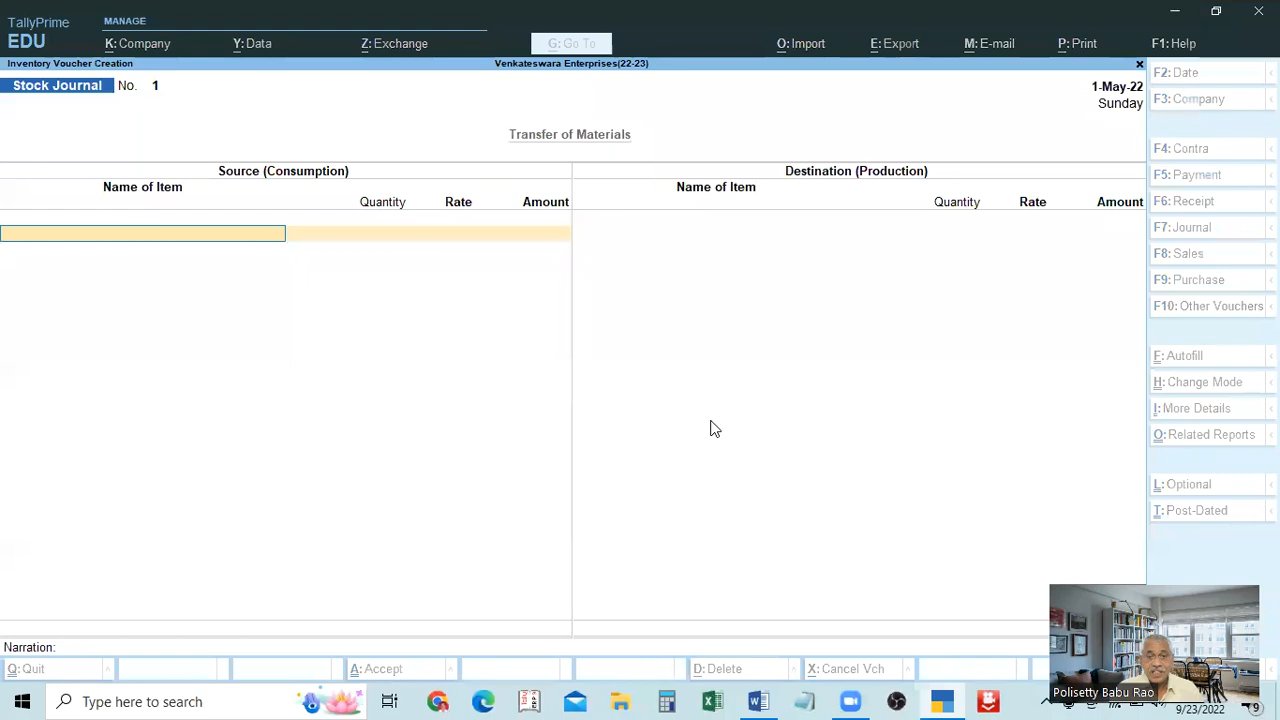 TallyPrime
EDU
MANAGE
K: Company
Y: Data
Z: Exchange
G: Go To
O: Import
E: Export
M: E-mail
P: Print
F1: Help
Inventory Voucher Creation
Venkateswara Enterprises(22-23)
Stock Journal No. 1
1-May-22
Sunday
Transfer of Materials
Source (Consumption)
Destination (Production)
Name of Item
Name of Item
Quantity Rate Amount
Quantity Rate Amount
F2: Date
F3: Company
F4: Contra
F5: Payment
F6: Receipt
F7: Journal
F8: Sales
F9: Purchase
F10: Other Vouchers
F: Autofill
H: Change Mode
I: More Details
O: Related Reports
L: Optional
T: Post-Dated
Narration:
Q: Quit
A: Accept
D: Delete
X: Cancel Vch
Polisetty Babu Rao
Type here to search
9/23/2022
9